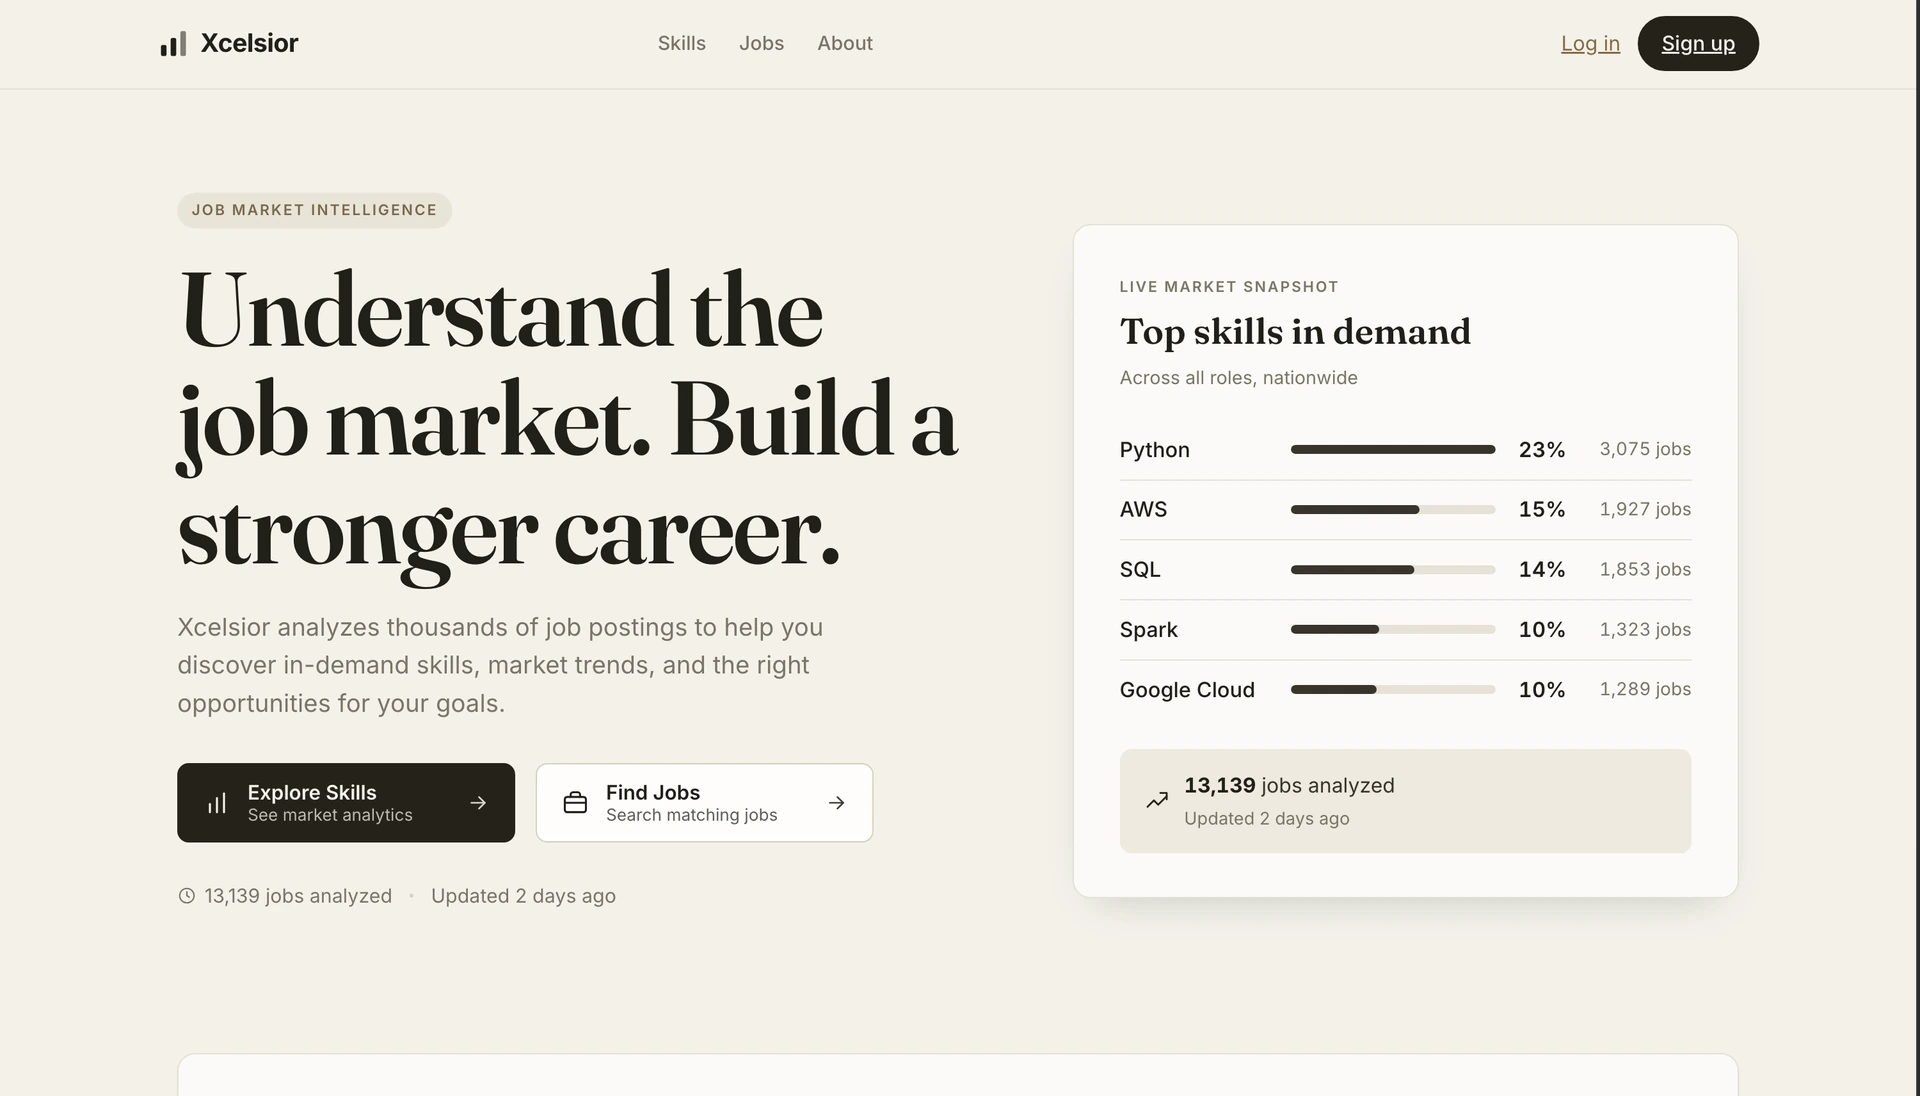 Xcelsior
Skills
Jobs
About
Log in
Sign up
JOB MARKET INTELLIGENCE
Understand the
job market. Build a
stronger career.
Xcelsior analyzes thousands of job postings to help you
discover in-demand skills, market trends, and the right
opportunities for your goals.
Explore Skills
See market analytics
Find Jobs
Search matching jobs
13,139 jobs analyzed · Updated 2 days ago
LIVE MARKET SNAPSHOT
Top skills in demand
Across all roles, nationwide
Python 23% 3,075 jobs
AWS 15% 1,927 jobs
SQL 14% 1,853 jobs
Spark 10% 1,323 jobs
Google Cloud 10% 1,289 jobs
13,139 jobs analyzed
Updated 2 days ago